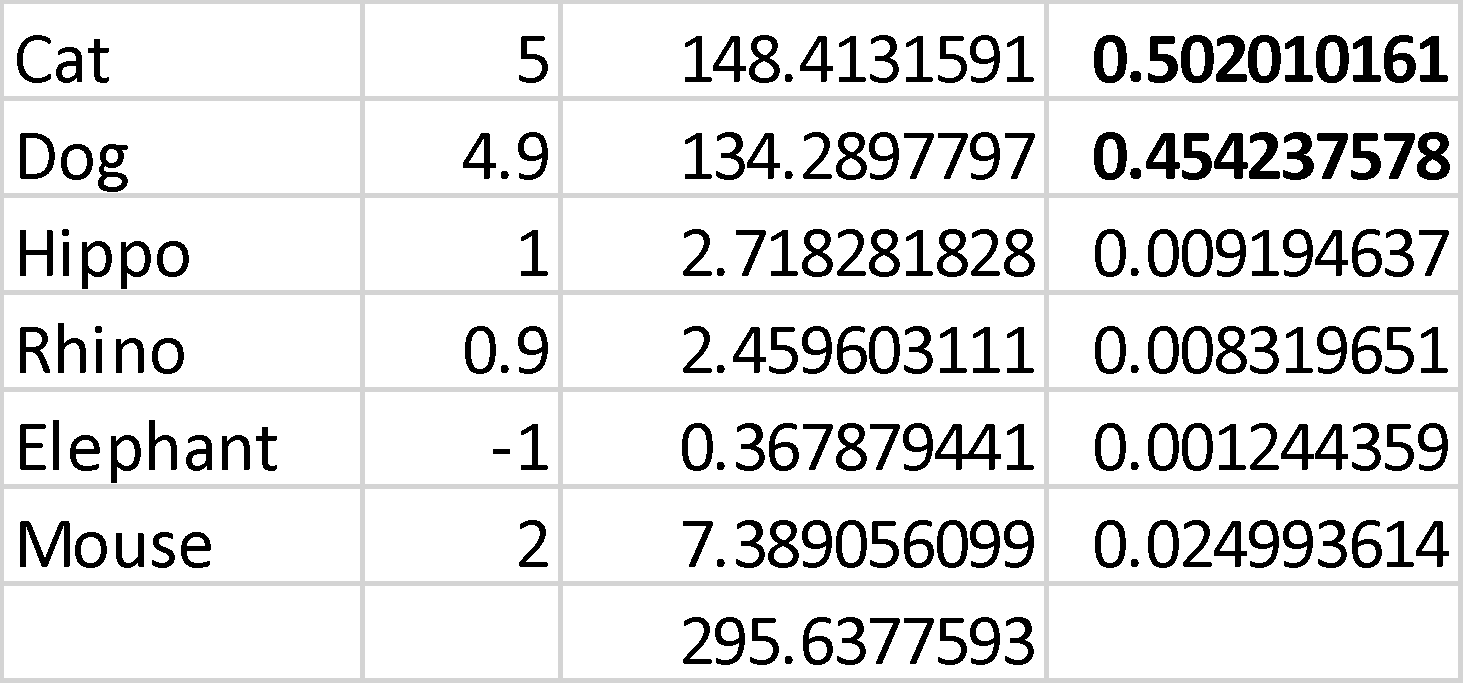 Cat 5 148.4131591 0.502010161
Dog 4.9 134.2897797 0.454237578
Hippo 1 2.718281828 0.009194637
Rhino 0.9 2.459603111 0.008319651
Elephant -1 0.367879441 0.001244359
Mouse 2 7.389056099 0.024993614
295.6377593